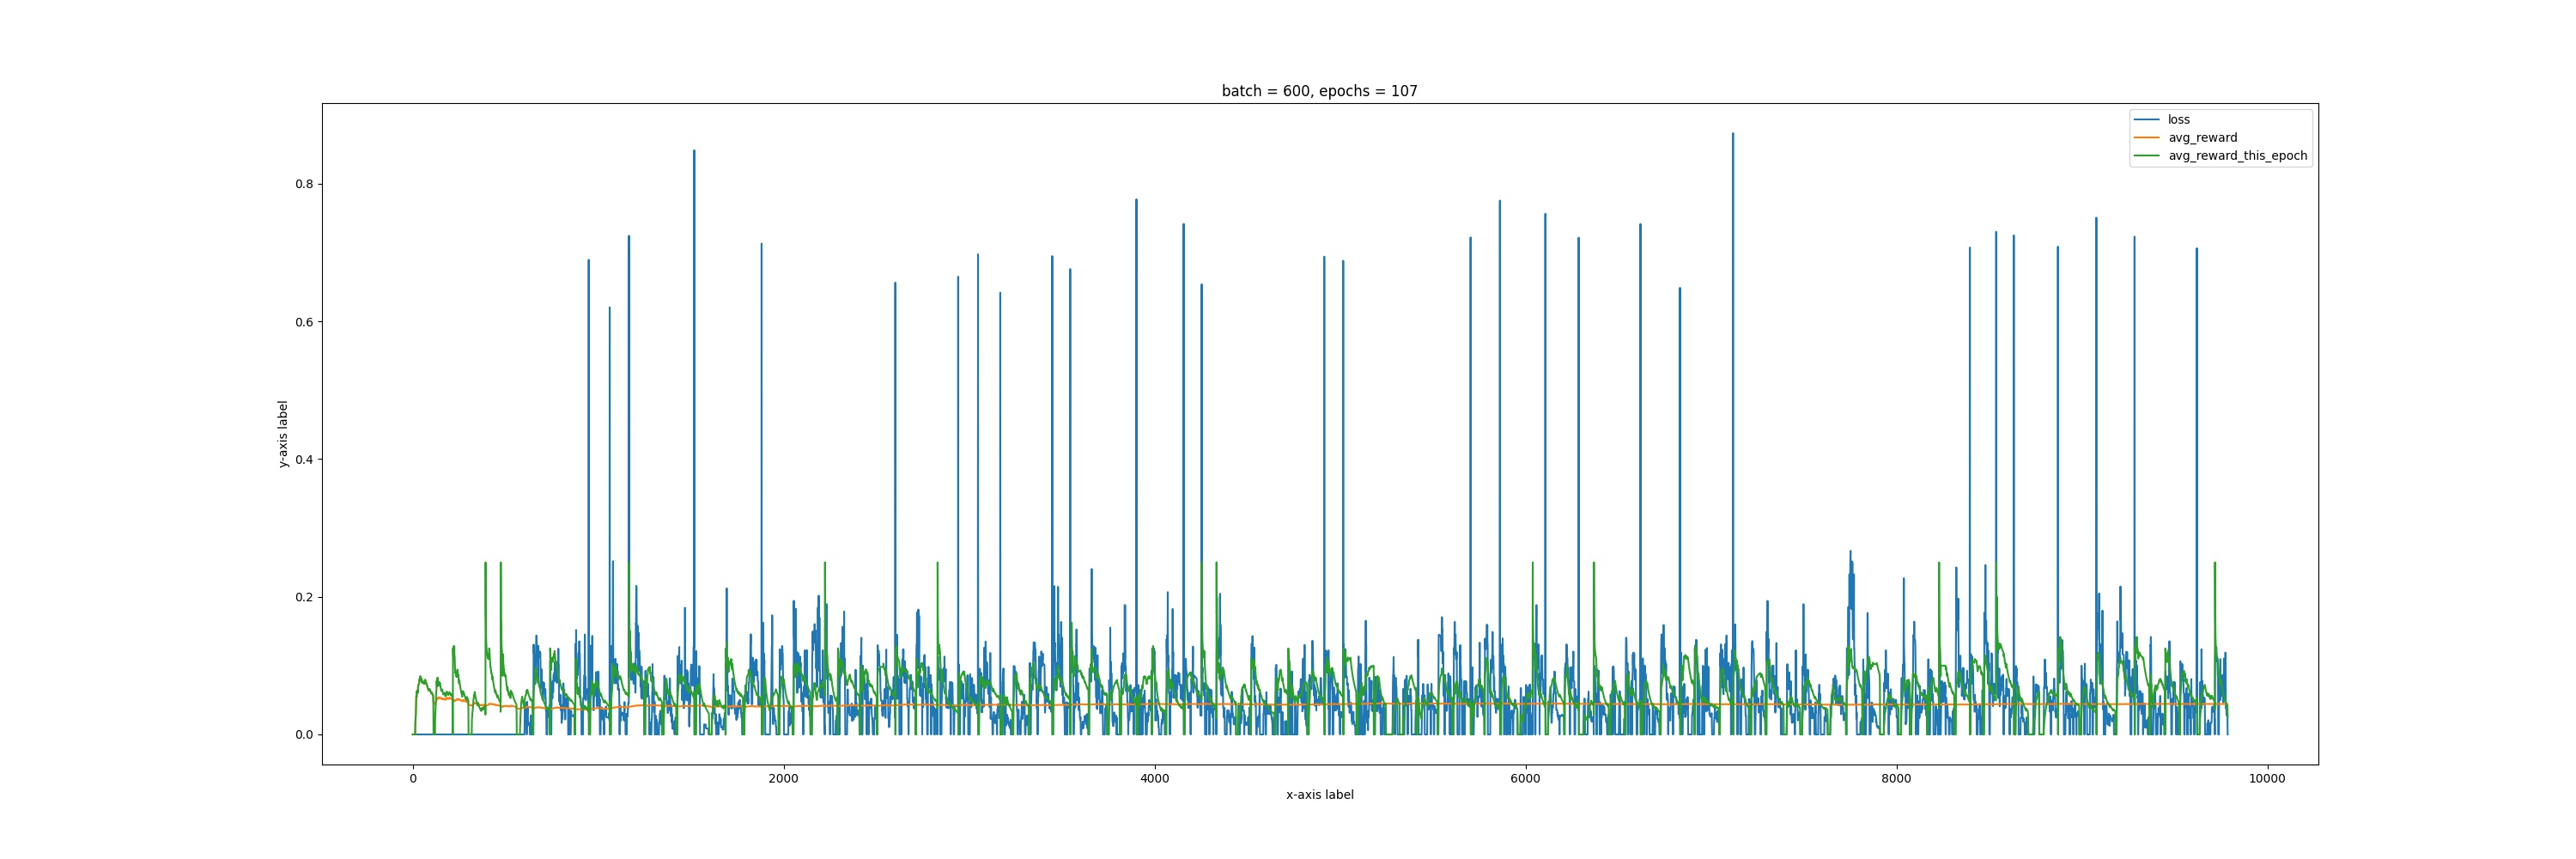 batch = 600, epochs = 107
loss
avg_reward
avg_reward_this_epoch
y-axis label
0.8
0.6
0.4
0.2
0.0
0 2000 4000 6000 8000 10000
x-axis label